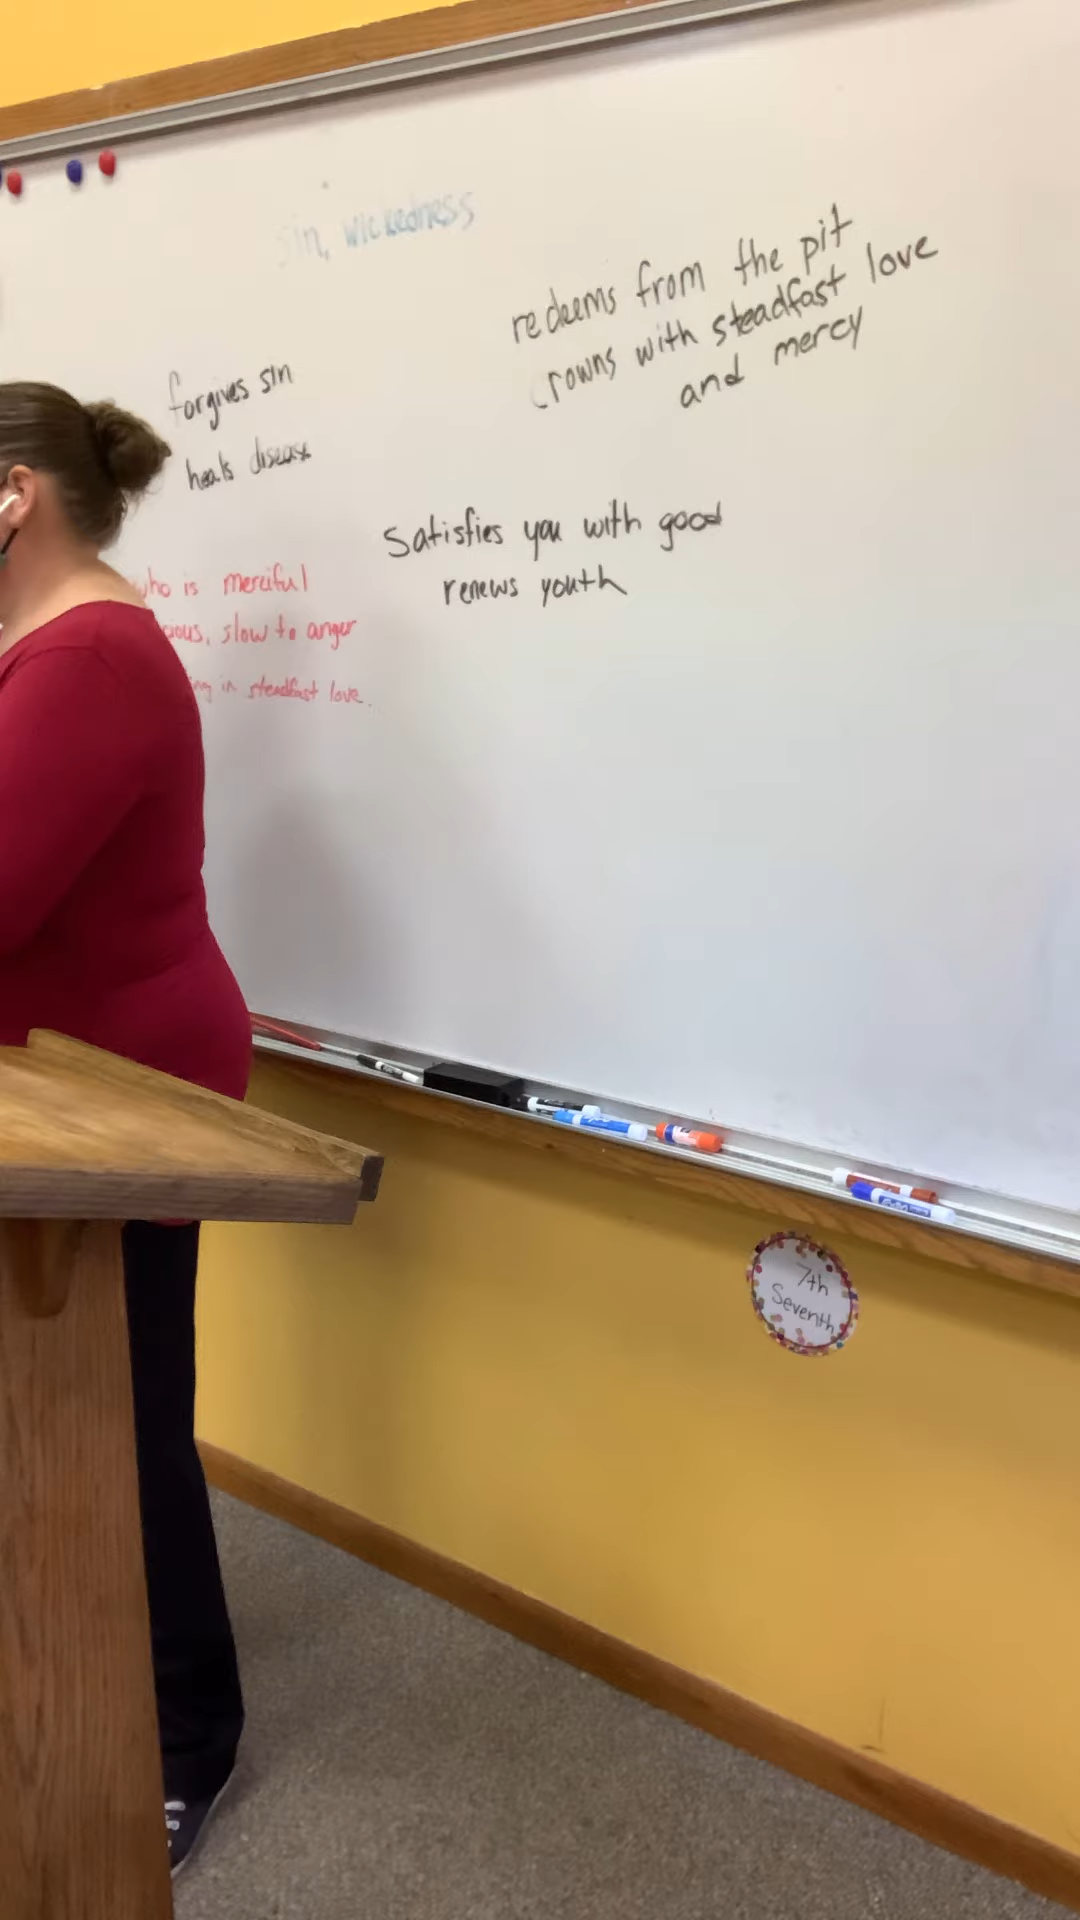 sin, wickedness
redeems from the pit
crowns with steadfast love
and mercy
forgives sin
heals disease
Satisfies you with good
renews youth
who is merciful
slow to anger
in steadfast love.
7th
Seventh